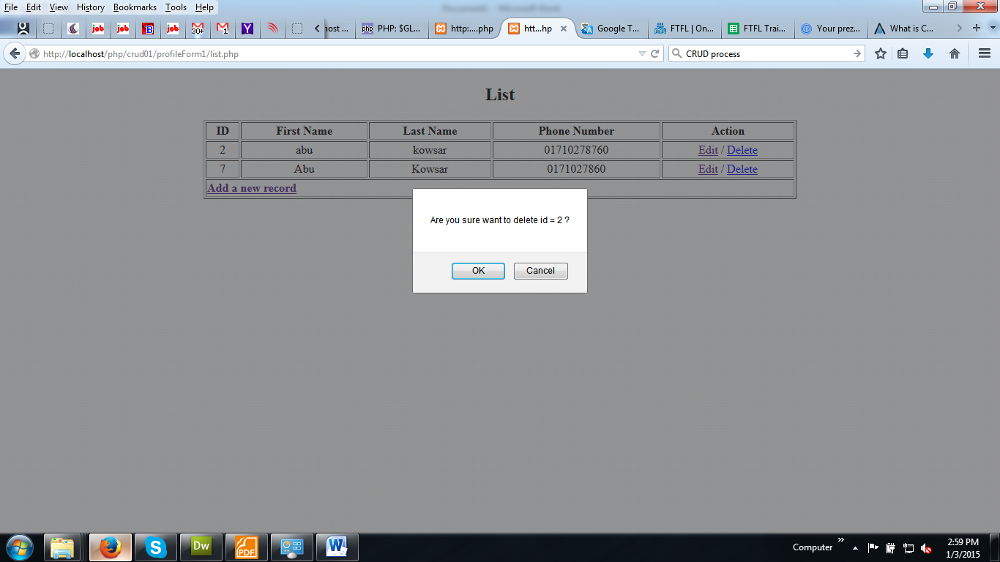 File Edit View History Bookmarks Tools Help
job job B job 30+ 1 Y host ... php PHP: $GL... http:....php htt...hp Google T... FTFL | On... FTFL Trai... Your prez... What is C...
http://localhost/php/crud01/profileForm1/list.php CRUD process
List
ID First Name Last Name Phone Number Action
2 abu kowsar 01710278760 Edit / Delete
7 Abu Kowsar 0171027860 Edit / Delete
Add a new record
Are you sure want to delete id = 2 ?
OK Cancel
S Dw PDF W Computer 2:59 PM
1/3/2015